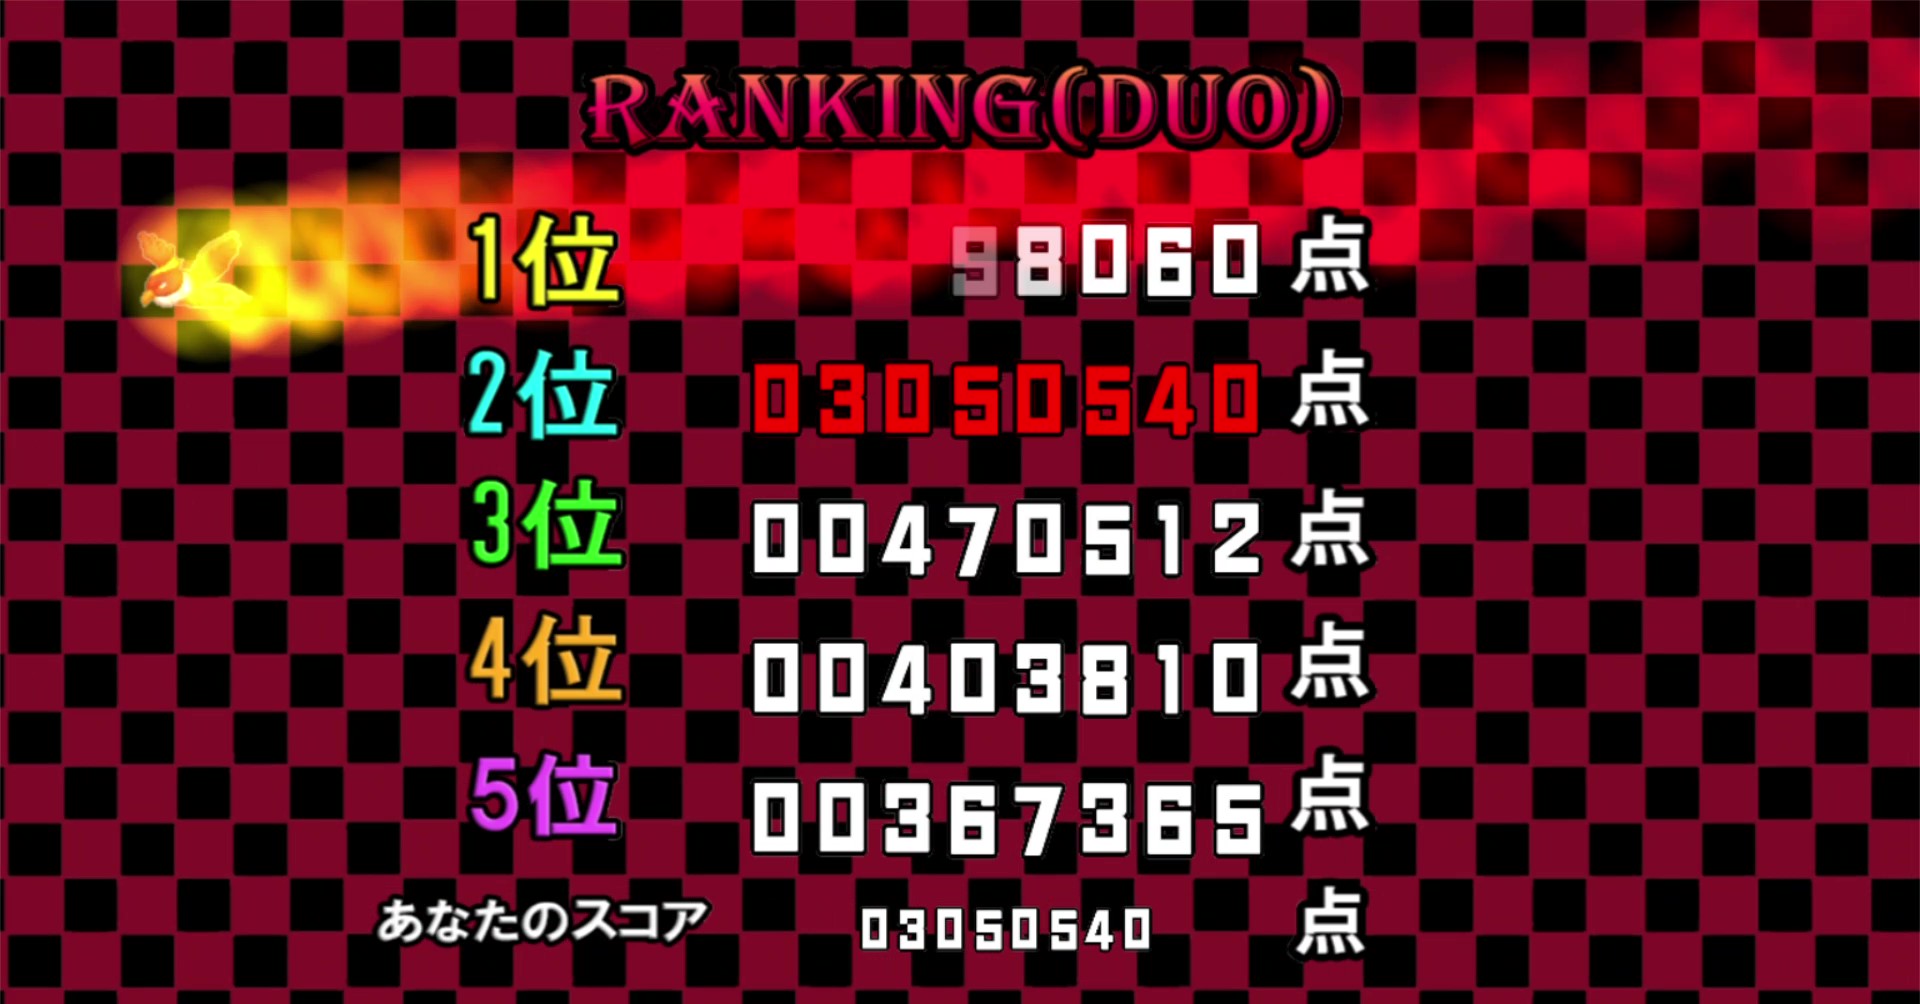 RANKING(DUO)
1位 98060 点
2位 03050540 点
3位 00470512 点
4位 00403810 点
5位 00367365 点
あなたのスコア 03050540 点